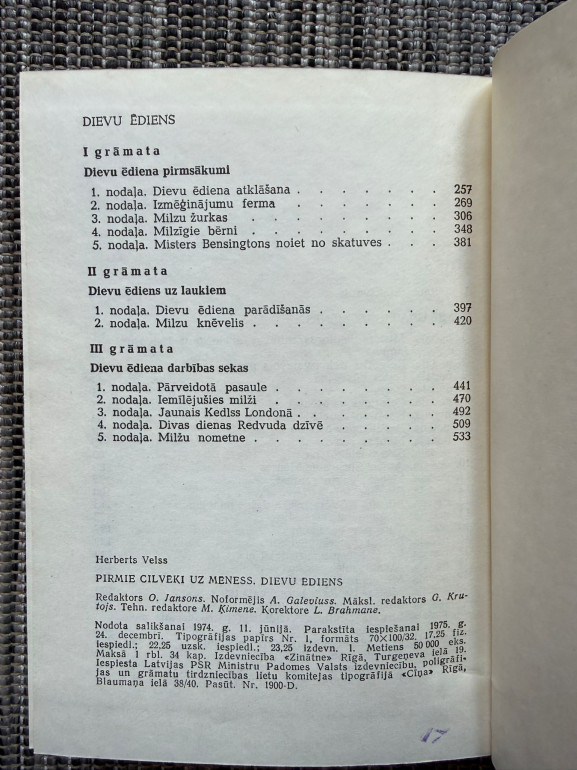 DIEVU ĒDIENS
I grāmata
Dievu ēdiena pirmsākumi
1. nodaļa. Dievu ēdiena atklāšana . . . . . . . 257
2. nodaļa. Izmēģinājumu ferma . . . . . . . 269
3. nodaļa. Milzu žurkas . . . . . . . . 306
4. nodaļa. Milzīgie bērni . . . . . . . . 348
5. nodaļa. Misters Bensingtons noiet no skatuves . . . 381
II grāmata
Dievu ēdiens uz laukiem
1. nodaļa. Dievu ēdiena parādīšanās . . . . . . 397
2. nodaļa. Milzu knēvelis . . . . . . . . 420
III grāmata
Dievu ēdiena darbības sekas
1. nodaļa. Pārveidotā pasaule . . . . . . . 441
2. nodaļa. Iemīlējušies milži . . . . . . . 470
3. nodaļa. Jaunais Kedlss Londonā . . . . . . . 492
4. nodaļa. Divas dienas Redvuda dzīvē . . . . . 509
5. nodaļa. Milžu nometne . . . . . . . . 533
Herberts Velss
PIRMIE CILVĒKI UZ MĒNESS. DIEVU ĒDIENS
Redaktors O. Jansons. Noformējis A. Galeviuss. Māksl. redaktors G. Kru-
tojs. Tehn. redaktore M. Ķimene. Korektore L. Brahmane.
Nodota salikšanai 1974. g. 11. jūnijā. Parakstīta iespiešanai 1975. g.
24. decembrī. Tipogrāfijas papīrs Nr. 1, formāts 70×100/32. 17,25 fiz.
iespiedl.; 22,25 uzsk. iespiedl.; 23,25 izdevn. l. Metiens 50 000 eks.
Maksā 1 rbl. 34 kap. Izdevniecība «Zinātne» Rīgā, Turgeņeva ielā 19.
Iespiesta Latvijas PSR Ministru Padomes Valsts izdevniecību, poligrāfi-
jas un grāmatu tirdzniecības lietu komitejas tipogrāfijā «Cīņa» Rīgā,
Blaumaņa ielā 38/40. Pasūt. Nr. 1900-D.
17